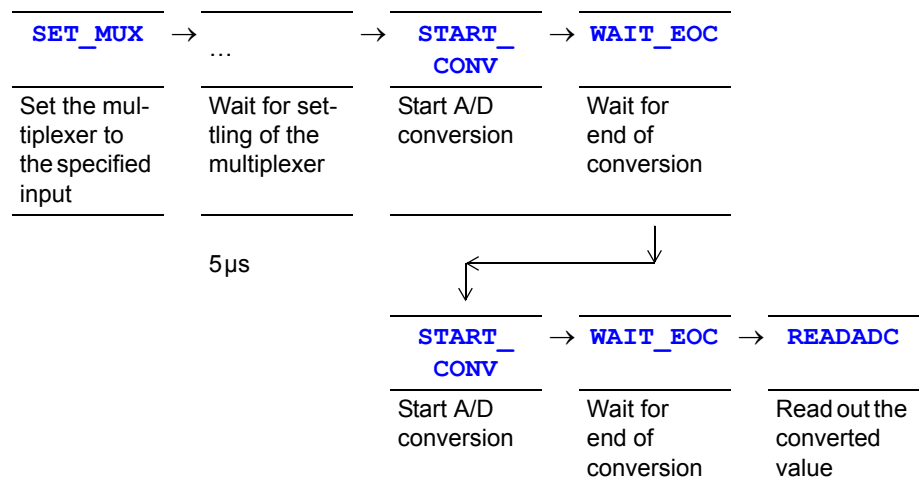 SET_MUX → … → START_ → WAIT_EOC
CONV
Set the mul-
tiplexer to
the specified
input
Wait for set-
tling of the
multiplexer
Start A/D
conversion
Wait for
end of
conversion
5µs
START_ → WAIT_EOC → READADC
CONV
Start A/D
conversion
Wait for
end of
conversion
Read out the
converted
value